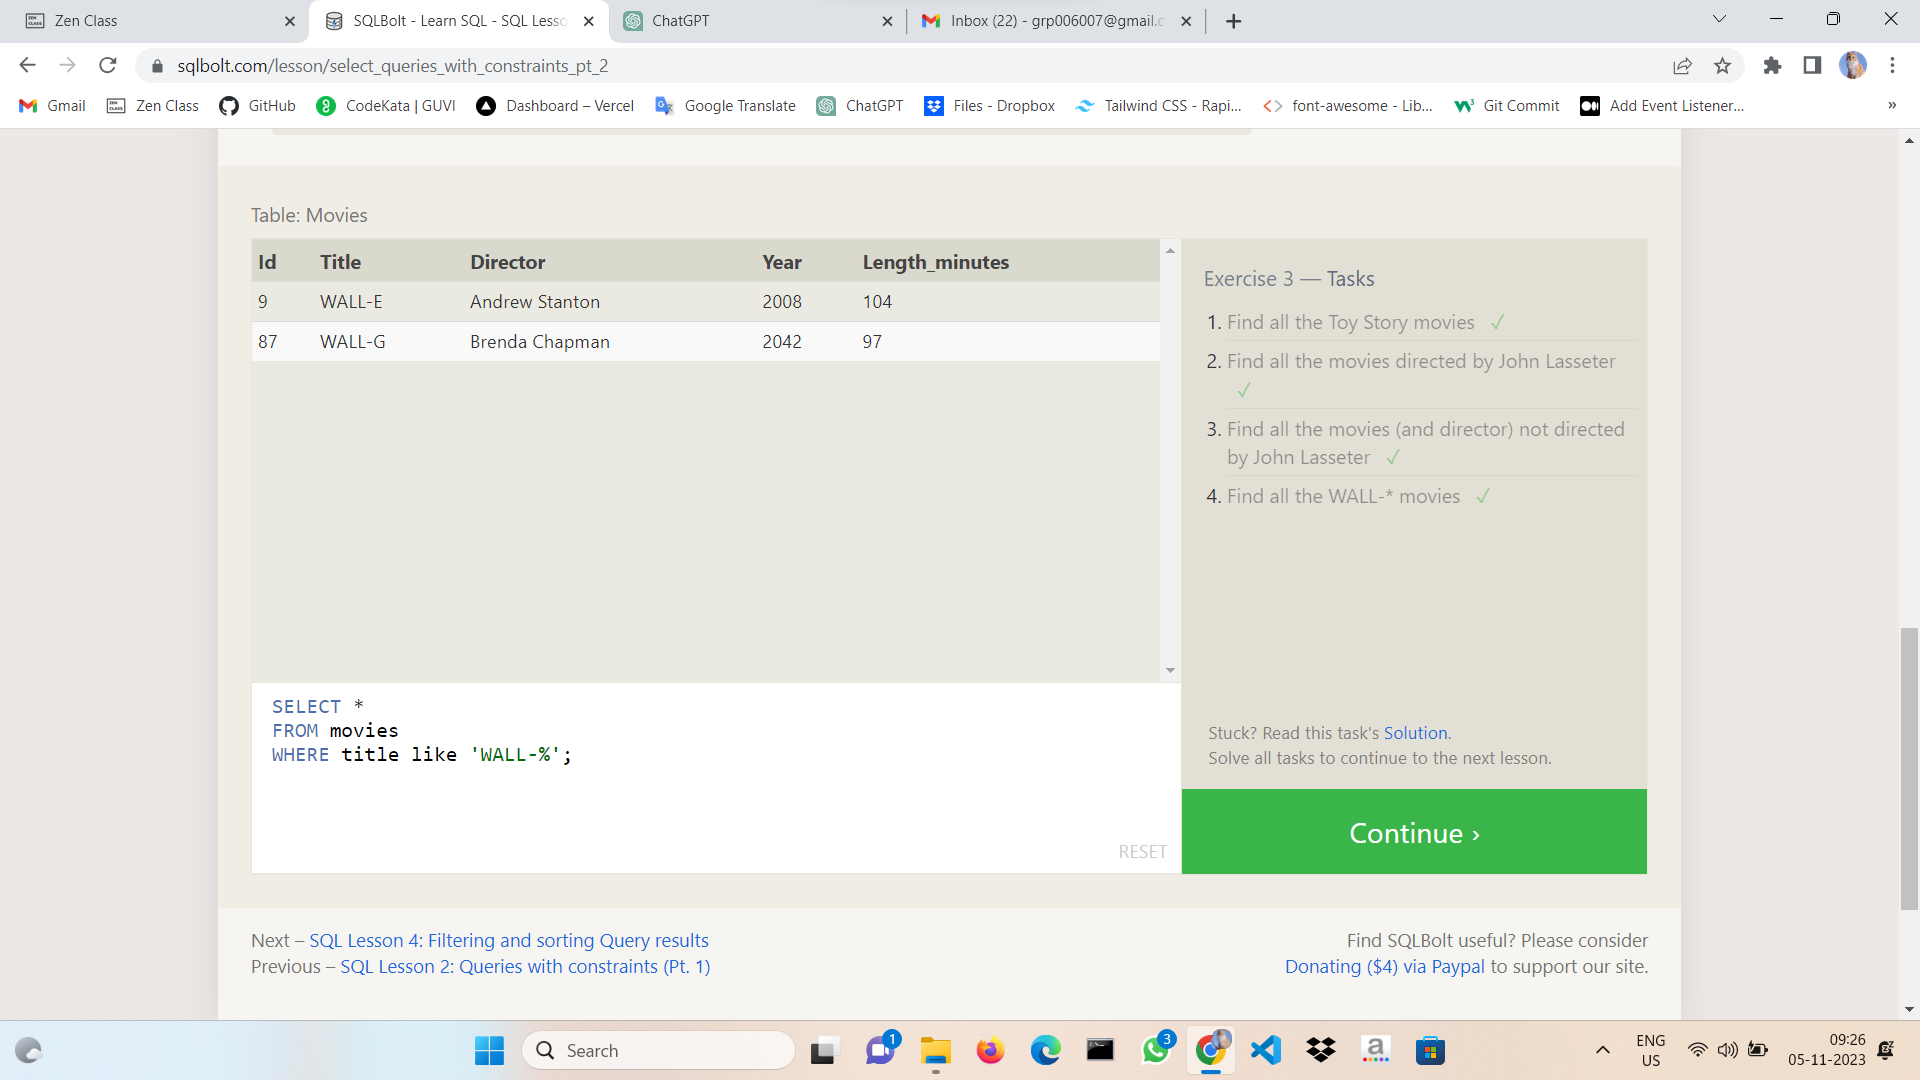 Zen Class
SQLBolt - Learn SQL - SQL Lesso
ChatGPT
Inbox (22) - grp006007@gmail.c
sqlbolt.com/lesson/select_queries_with_constraints_pt_2
Gmail
Zen Class
GitHub
CodeKata | GUVI
Dashboard – Vercel
Google Translate
ChatGPT
Files - Dropbox
Tailwind CSS - Rapi...
font-awesome - Lib...
Git Commit
Add Event Listener...
»
Table: Movies
Id Title Director Year Length_minutes
9 WALL-E Andrew Stanton 2008 104
87 WALL-G Brenda Chapman 2042 97
Exercise 3 — Tasks
1. Find all the Toy Story movies ✓
2. Find all the movies directed by John Lasseter
✓
3. Find all the movies (and director) not directed
by John Lasseter ✓
4. Find all the WALL-* movies ✓
SELECT *
FROM movies
WHERE title like 'WALL-%';
RESET
Stuck? Read this task's Solution.
Solve all tasks to continue to the next lesson.
Continue ›
Next – SQL Lesson 4: Filtering and sorting Query results
Previous – SQL Lesson 2: Queries with constraints (Pt. 1)
Find SQLBolt useful? Please consider
Donating ($4) via Paypal to support our site.
Search
1
3
a
ENG
US
09:26
05-11-2023